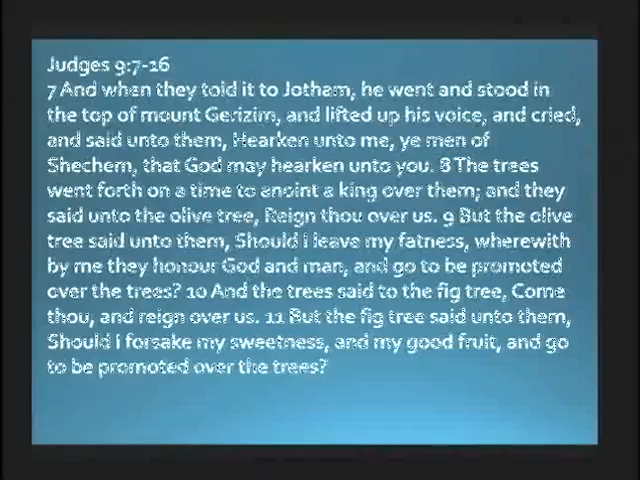 Judges 9:7-16
7 And when they told it to Jotham, he went and stood in
the top of mount Gerizim, and lifted up his voice, and cried,
and said unto them, Hearken unto me, ye men of
Shechem, that God may hearken unto you. 8 The trees
went forth on a time to anoint a king over them; and they
said unto the olive tree, Reign thou over us. 9 But the olive
tree said unto them, Should I leave my fatness, wherewith
by me they honour God and man, and go to be promoted
over the trees? 10 And the trees said to the fig tree, Come
thou, and reign over us. 11 But the fig tree said unto them,
Should I forsake my sweetness, and my good fruit, and go
to be promoted over the trees?